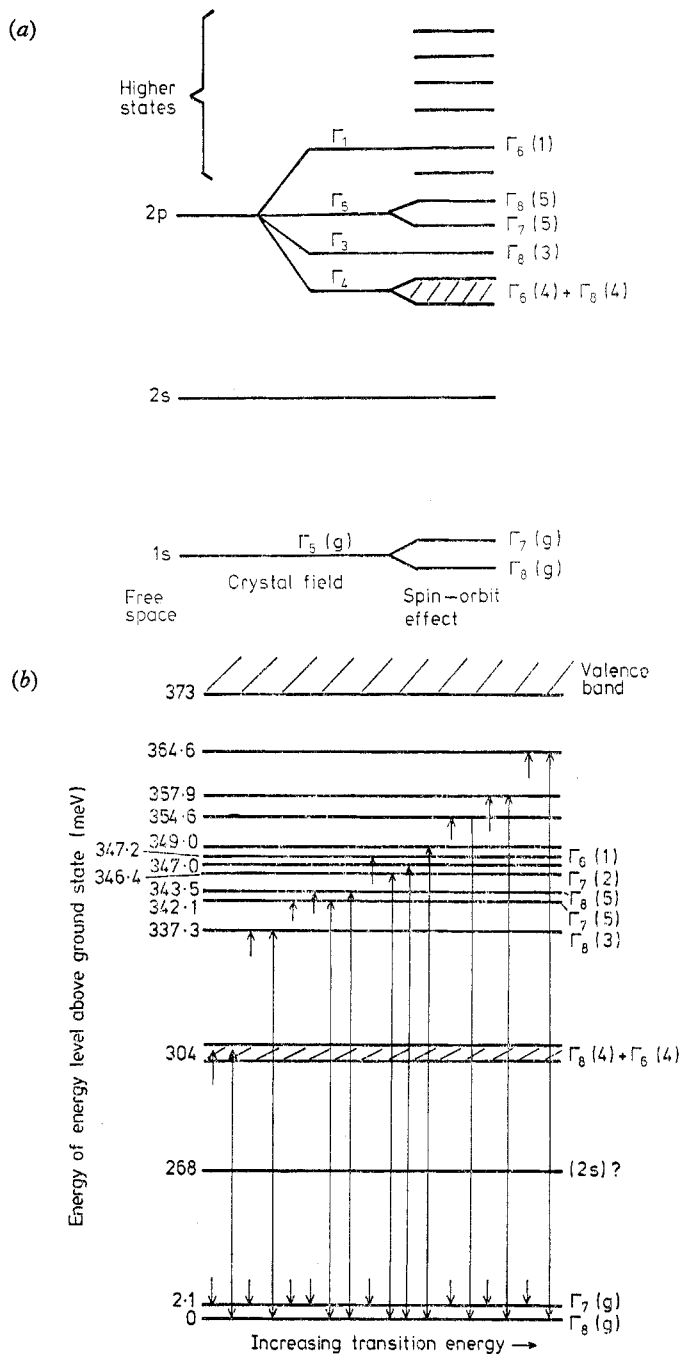 (a)
Higher states
Γ1
Γ6 (1)
2p
Γ5
Γ8 (5)
Γ7 (5)
Γ3
Γ8 (3)
Γ4
Γ6 (4) + Γ8 (4)
2s
1s
Γ5 (g)
Γ7 (g)
Γ8 (g)
Free space
Crystal field
Spin–orbit effect
(b)
Valence band
373
364·6
357·9
354·6
349·0
347·2
347·0
346·4
343·5
342·1
337·3
Γ6 (1)
Γ7 (2)
Γ8 (5)
Γ7 (5)
Γ8 (3)
304
Γ8 (4) + Γ6 (4)
268
(2s) ?
2·1
Γ7 (g)
0
Γ8 (g)
Energy of energy level above ground state (meV)
Increasing transition energy →